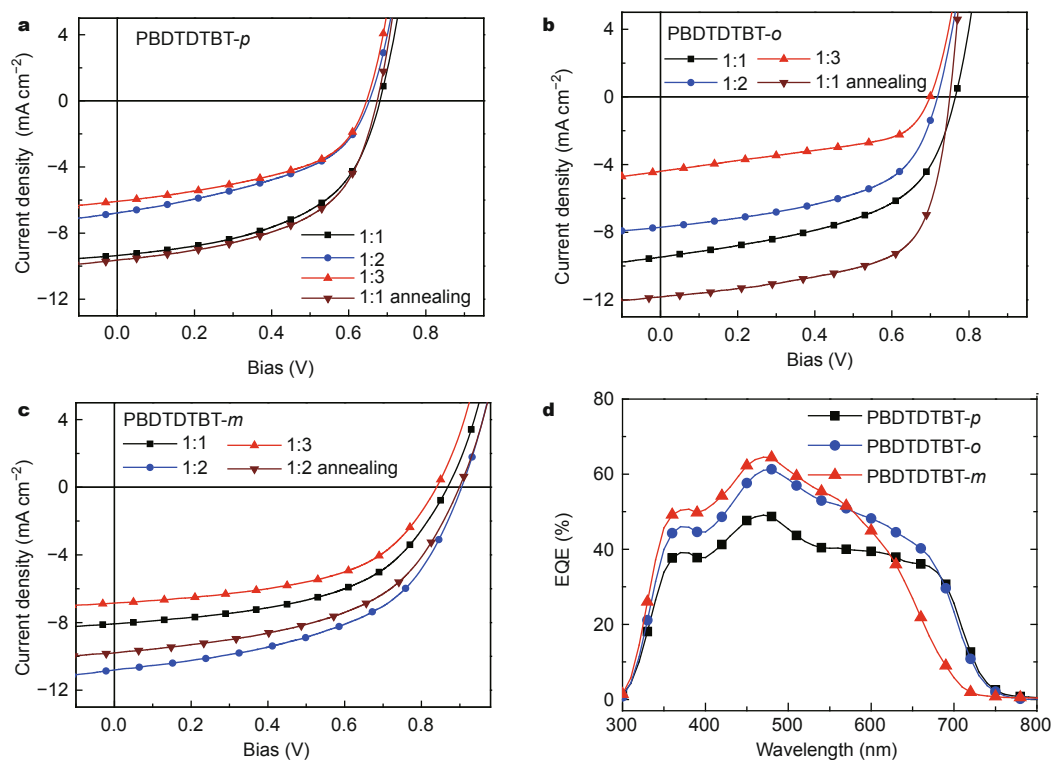 a
PBDTDTBT-p
Current density (mA cm−2)
4
0
−4
−8
−12
1:1
1:2
1:3
1:1 annealing
0.0 0.2 0.4 0.6 0.8
Bias (V)
b
PBDTDTBT-o
1:1 1:3
1:2 1:1 annealing
Current density (mA cm−2)
4
0
−4
−8
−12
0.0 0.2 0.4 0.6 0.8
Bias (V)
c
PBDTDTBT-m
1:1 1:3
1:2 1:2 annealing
Current density (mA cm−2)
4
0
−4
−8
−12
0.0 0.2 0.4 0.6 0.8
Bias (V)
d
PBDTDTBT-p
PBDTDTBT-o
PBDTDTBT-m
EQE (%)
80
60
40
20
0
300 400 500 600 700 800
Wavelength (nm)